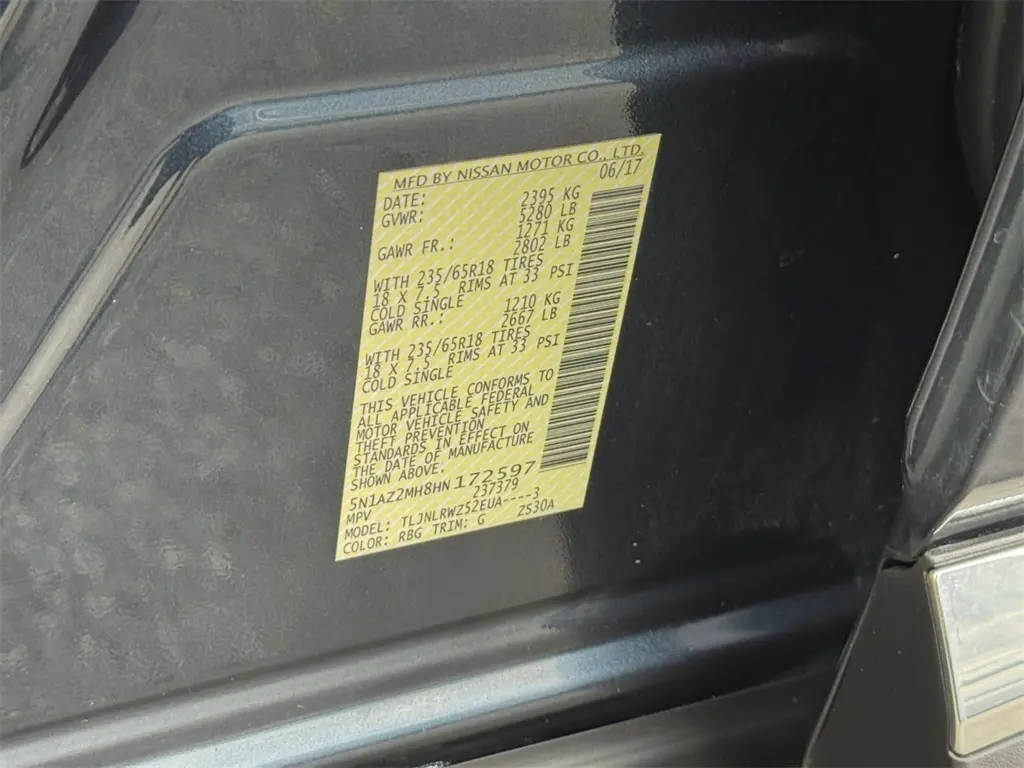 MFD BY NISSAN MOTOR CO., LTD.
DATE: 06/17
GVWR: 2395 KG
5280 LB
GAWR FR.: 1271 KG
2802 LB
WITH 235/65R18 TIRES
18 X 7.5 RIMS AT 33 PSI
COLD SINGLE
GAWR RR.: 1210 KG
2667 LB
WITH 235/65R18 TIRES
18 X 7.5 RIMS AT 33 PSI
COLD SINGLE
THIS VEHICLE CONFORMS TO
ALL APPLICABLE FEDERAL
MOTOR VEHICLE SAFETY AND
THEFT PREVENTION
STANDARDS IN EFFECT ON
THE DATE OF MANUFACTURE
SHOWN ABOVE.
5N1AZ2MH8HN172597
MPV 237379
MODEL: TLJNLRWZ52EUA----3
COLOR: RBG TRIM: G Z530A